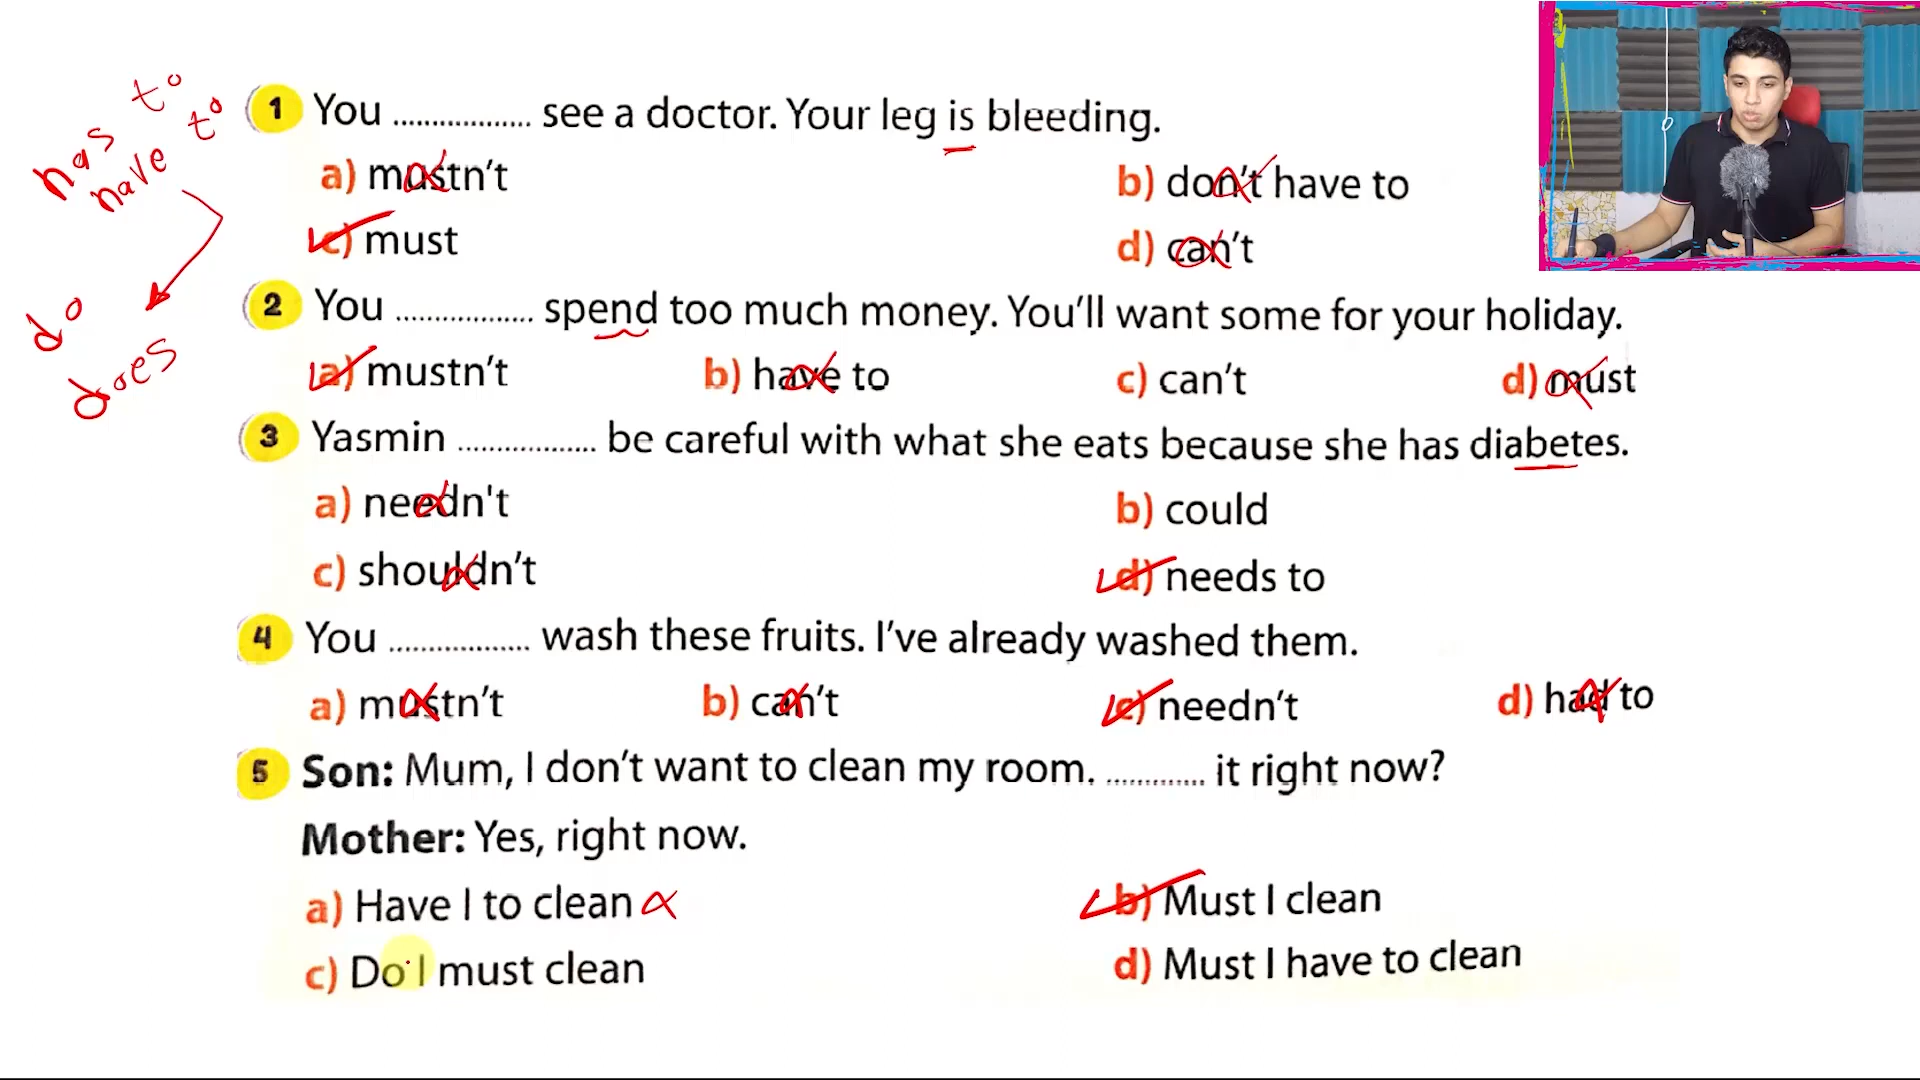 has to
have to
do
does
1 You .................. see a doctor. Your leg is bleeding.
a) mustn't b) don't have to
c) must d) can't
2 You .................. spend too much money. You'll want some for your holiday.
a) mustn't b) have to c) can't d) must
3 Yasmin .................. be careful with what she eats because she has diabetes.
a) needn't b) could
c) shouldn't d) needs to
4 You .................. wash these fruits. I've already washed them.
a) mustn't b) can't c) needn't d) had to
5 Son: Mum, I don't want to clean my room. ............. it right now?
Mother: Yes, right now.
a) Have I to clean b) Must I clean
c) Do I must clean d) Must I have to clean